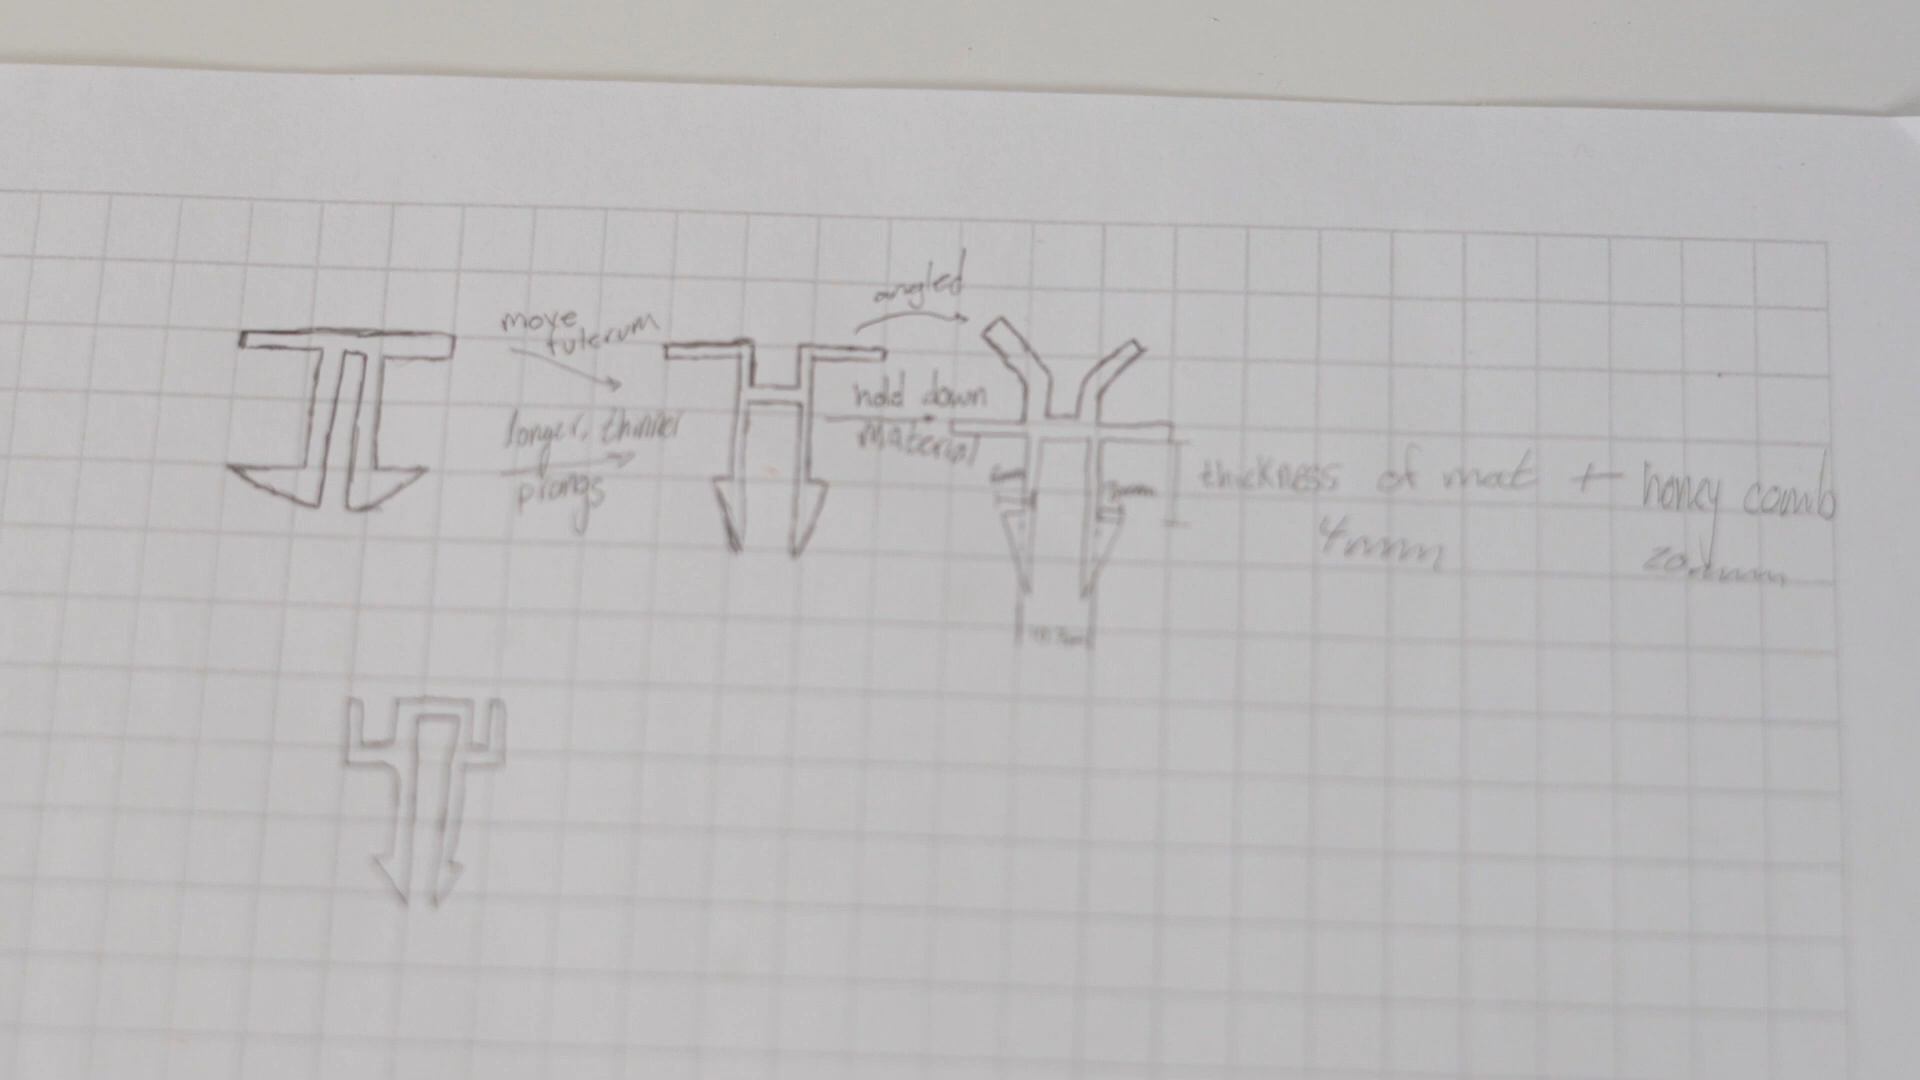 move
fulcrum
longer, thinner
prongs
angled
hold down
material
thickness of mat + honey comb
4mm